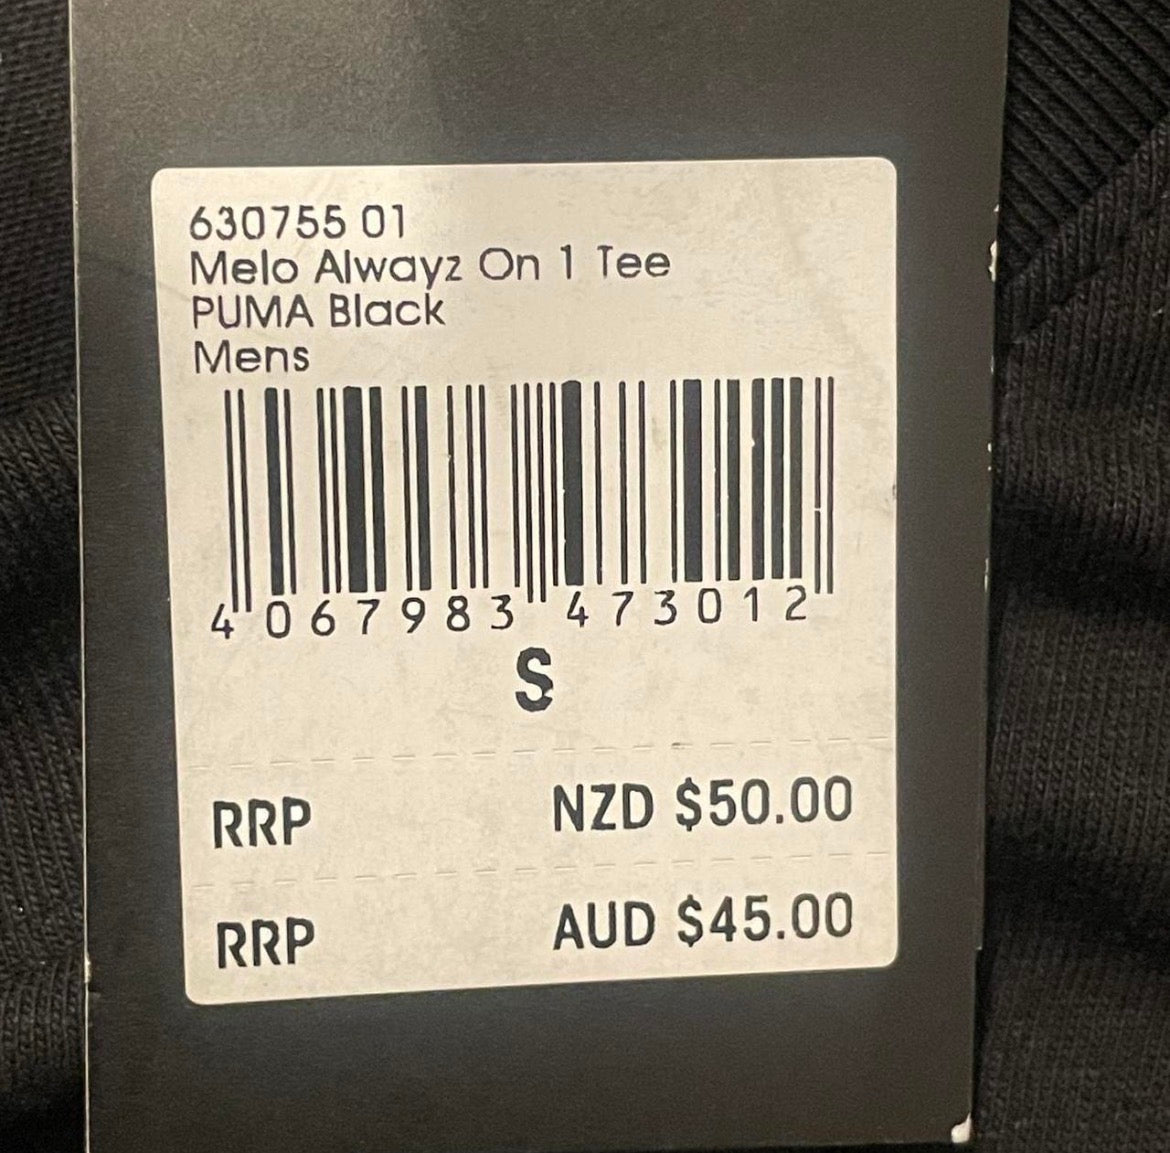 630755 01
Melo Alwayz On 1 Tee
PUMA Black
Mens
4 067983 473012
S
RRP NZD $50.00
RRP AUD $45.00